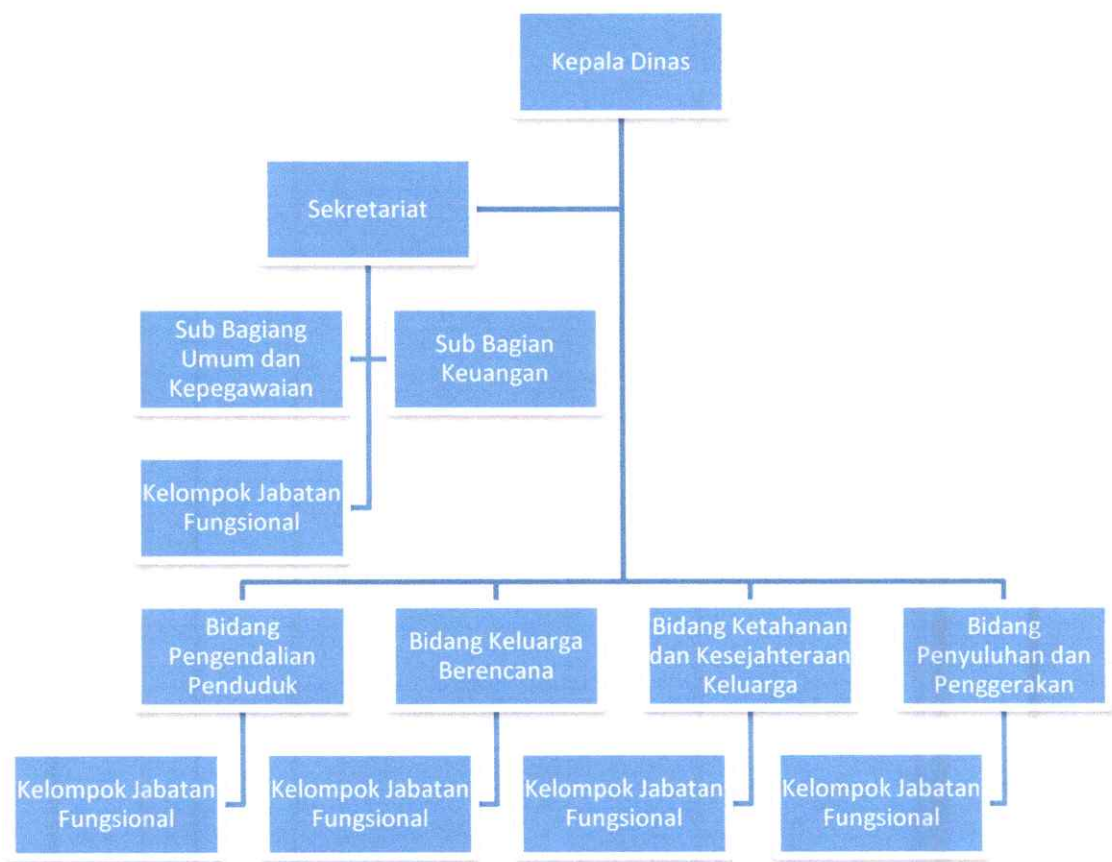 Kepala Dinas
Sekretariat
Sub Bagiang
Umum dan
Kepegawaian
Sub Bagian
Keuangan
Kelompok Jabatan
Fungsional
Bidang
Pengendalian
Penduduk
Bidang Keluarga
Berencana
Bidang Ketahanan
dan Kesejahteraan
Keluarga
Bidang
Penyuluhan dan
Penggerakan
Kelompok Jabatan
Fungsional
Kelompok Jabatan
Fungsional
Kelompok Jabatan
Fungsional
Kelompok Jabatan
Fungsional